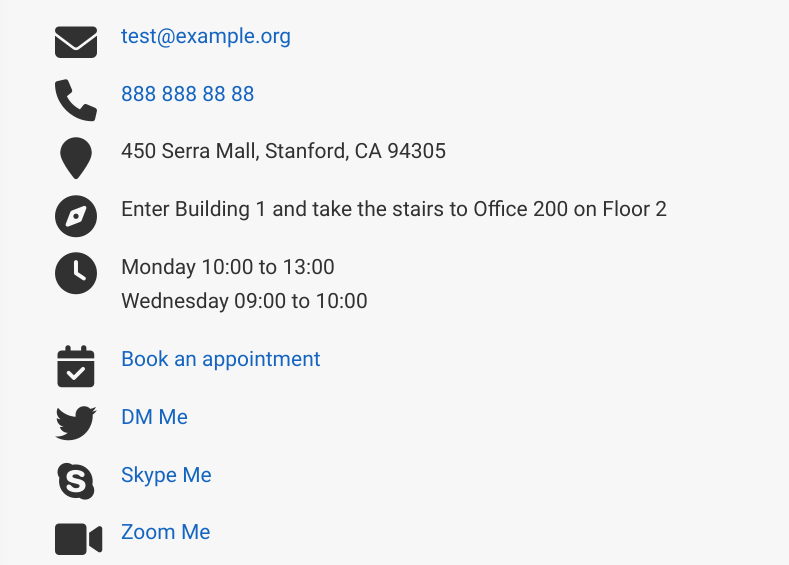 test@example.org
888 888 88 88
450 Serra Mall, Stanford, CA 94305
Enter Building 1 and take the stairs to Office 200 on Floor 2
Monday 10:00 to 13:00
Wednesday 09:00 to 10:00
Book an appointment
DM Me
Skype Me
Zoom Me